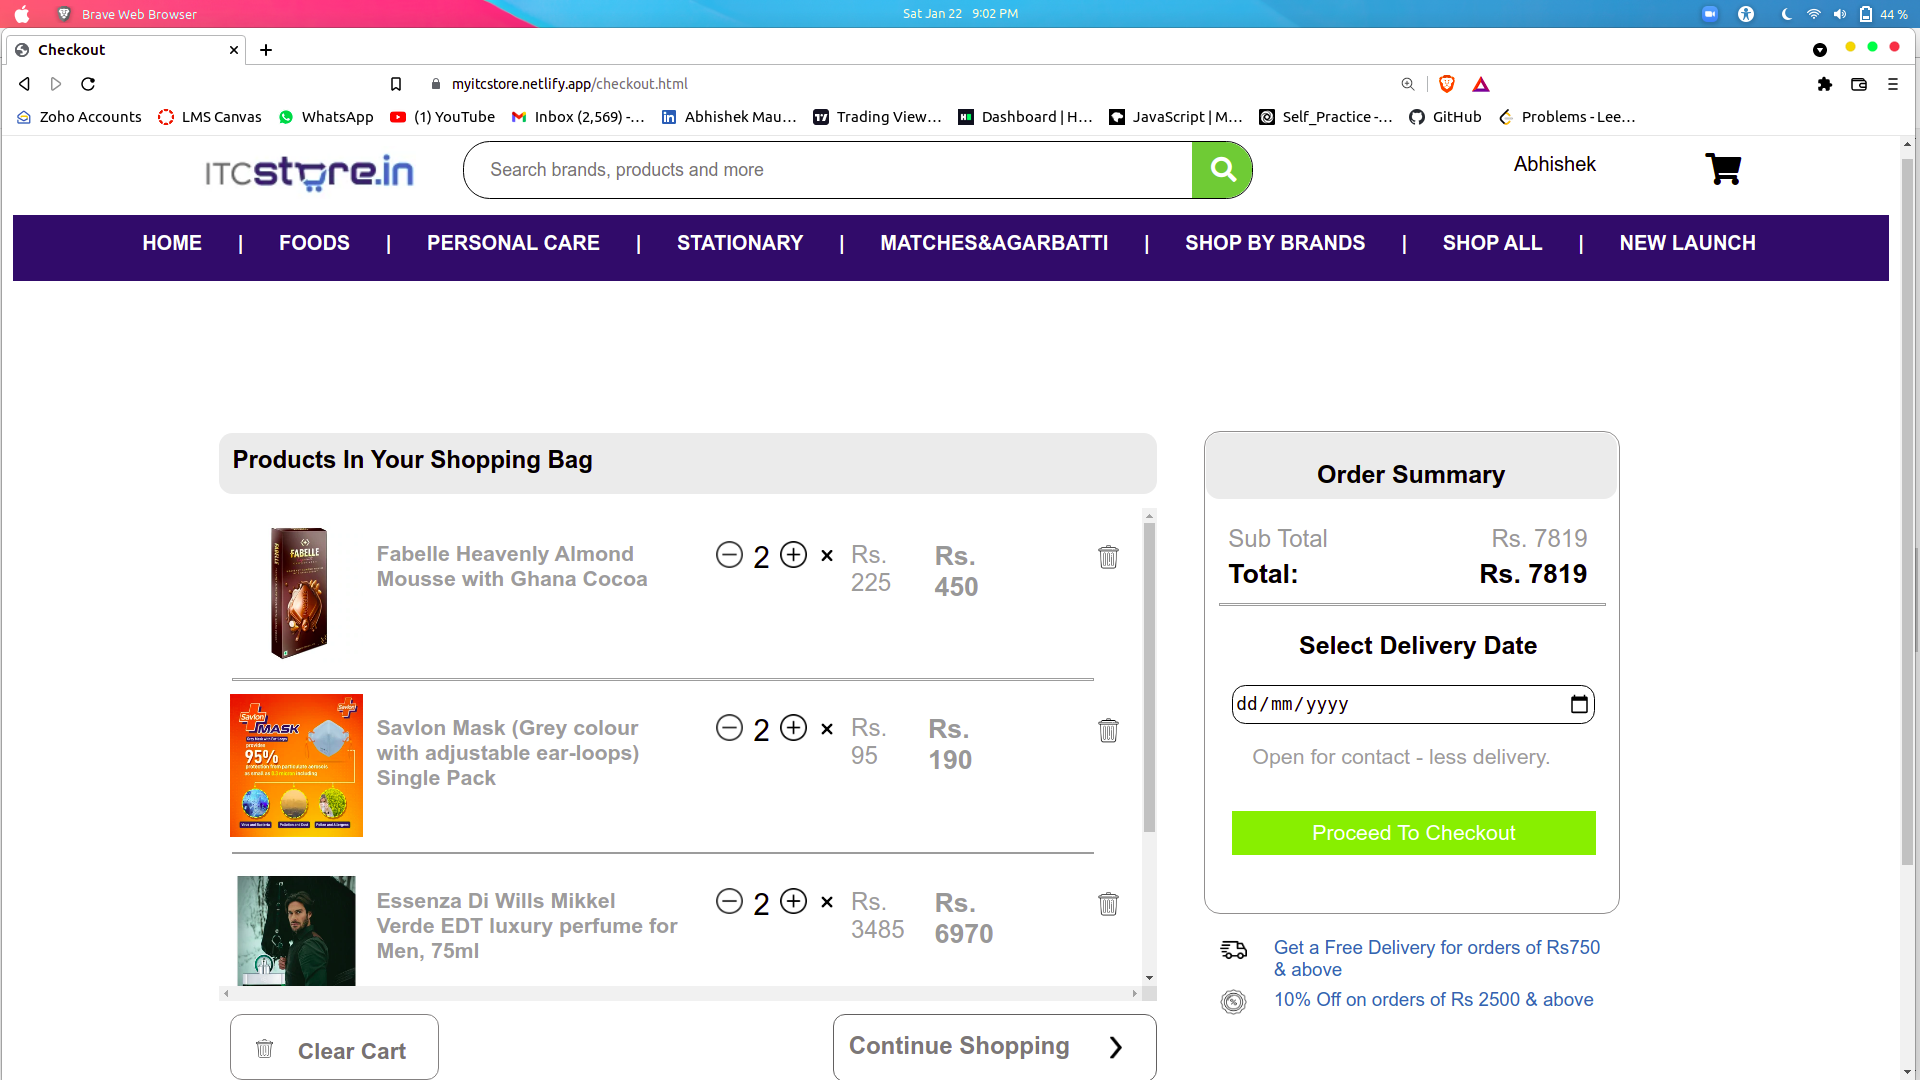 Brave Web Browser
Sat Jan 22 9:02 PM
44 %
Checkout
myitcstore.netlify.app/checkout.html
Zoho Accounts
LMS Canvas
WhatsApp
(1) YouTube
Inbox (2,569) -...
Abhishek Mau...
Trading View...
Dashboard | H...
JavaScript | M...
Self_Practice -...
GitHub
Problems - Lee...
ITCstore.in
Search brands, products and more
Abhishek
HOME | FOODS | PERSONAL CARE | STATIONARY | MATCHES&AGARBATTI | SHOP BY BRANDS | SHOP ALL | NEW LAUNCH
Products In Your Shopping Bag
FABELLE
Fabelle Heavenly Almond
Mousse with Ghana Cocoa
2
×
Rs.
225
Rs.
450
Savlon
MASK
provides
95%
Savlon Mask (Grey colour
with adjustable ear-loops)
Single Pack
2
×
Rs.
95
Rs.
190
Essenza Di Wills Mikkel
Verde EDT luxury perfume for
Men, 75ml
2
×
Rs.
3485
Rs.
6970
Clear Cart
Continue Shopping
Order Summary
Sub Total Rs. 7819
Total: Rs. 7819
Select Delivery Date
dd/mm/yyyy
Open for contact - less delivery.
Proceed To Checkout
Get a Free Delivery for orders of Rs750
& above
10% Off on orders of Rs 2500 & above